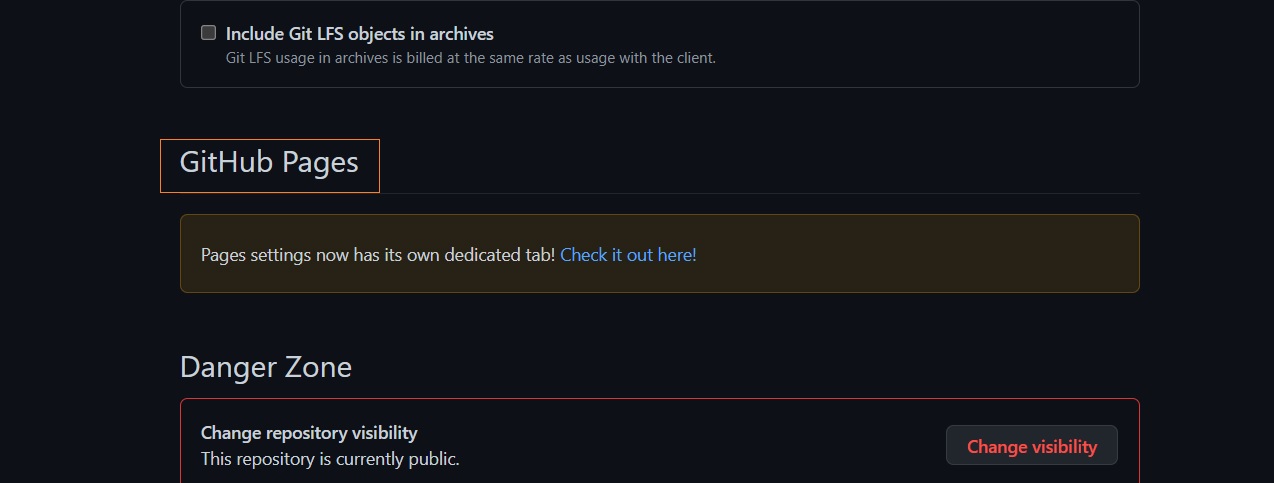 Include Git LFS objects in archives
Git LFS usage in archives is billed at the same rate as usage with the client.
GitHub Pages
Pages settings now has its own dedicated tab! Check it out here!
Danger Zone
Change repository visibility
This repository is currently public.
Change visibility